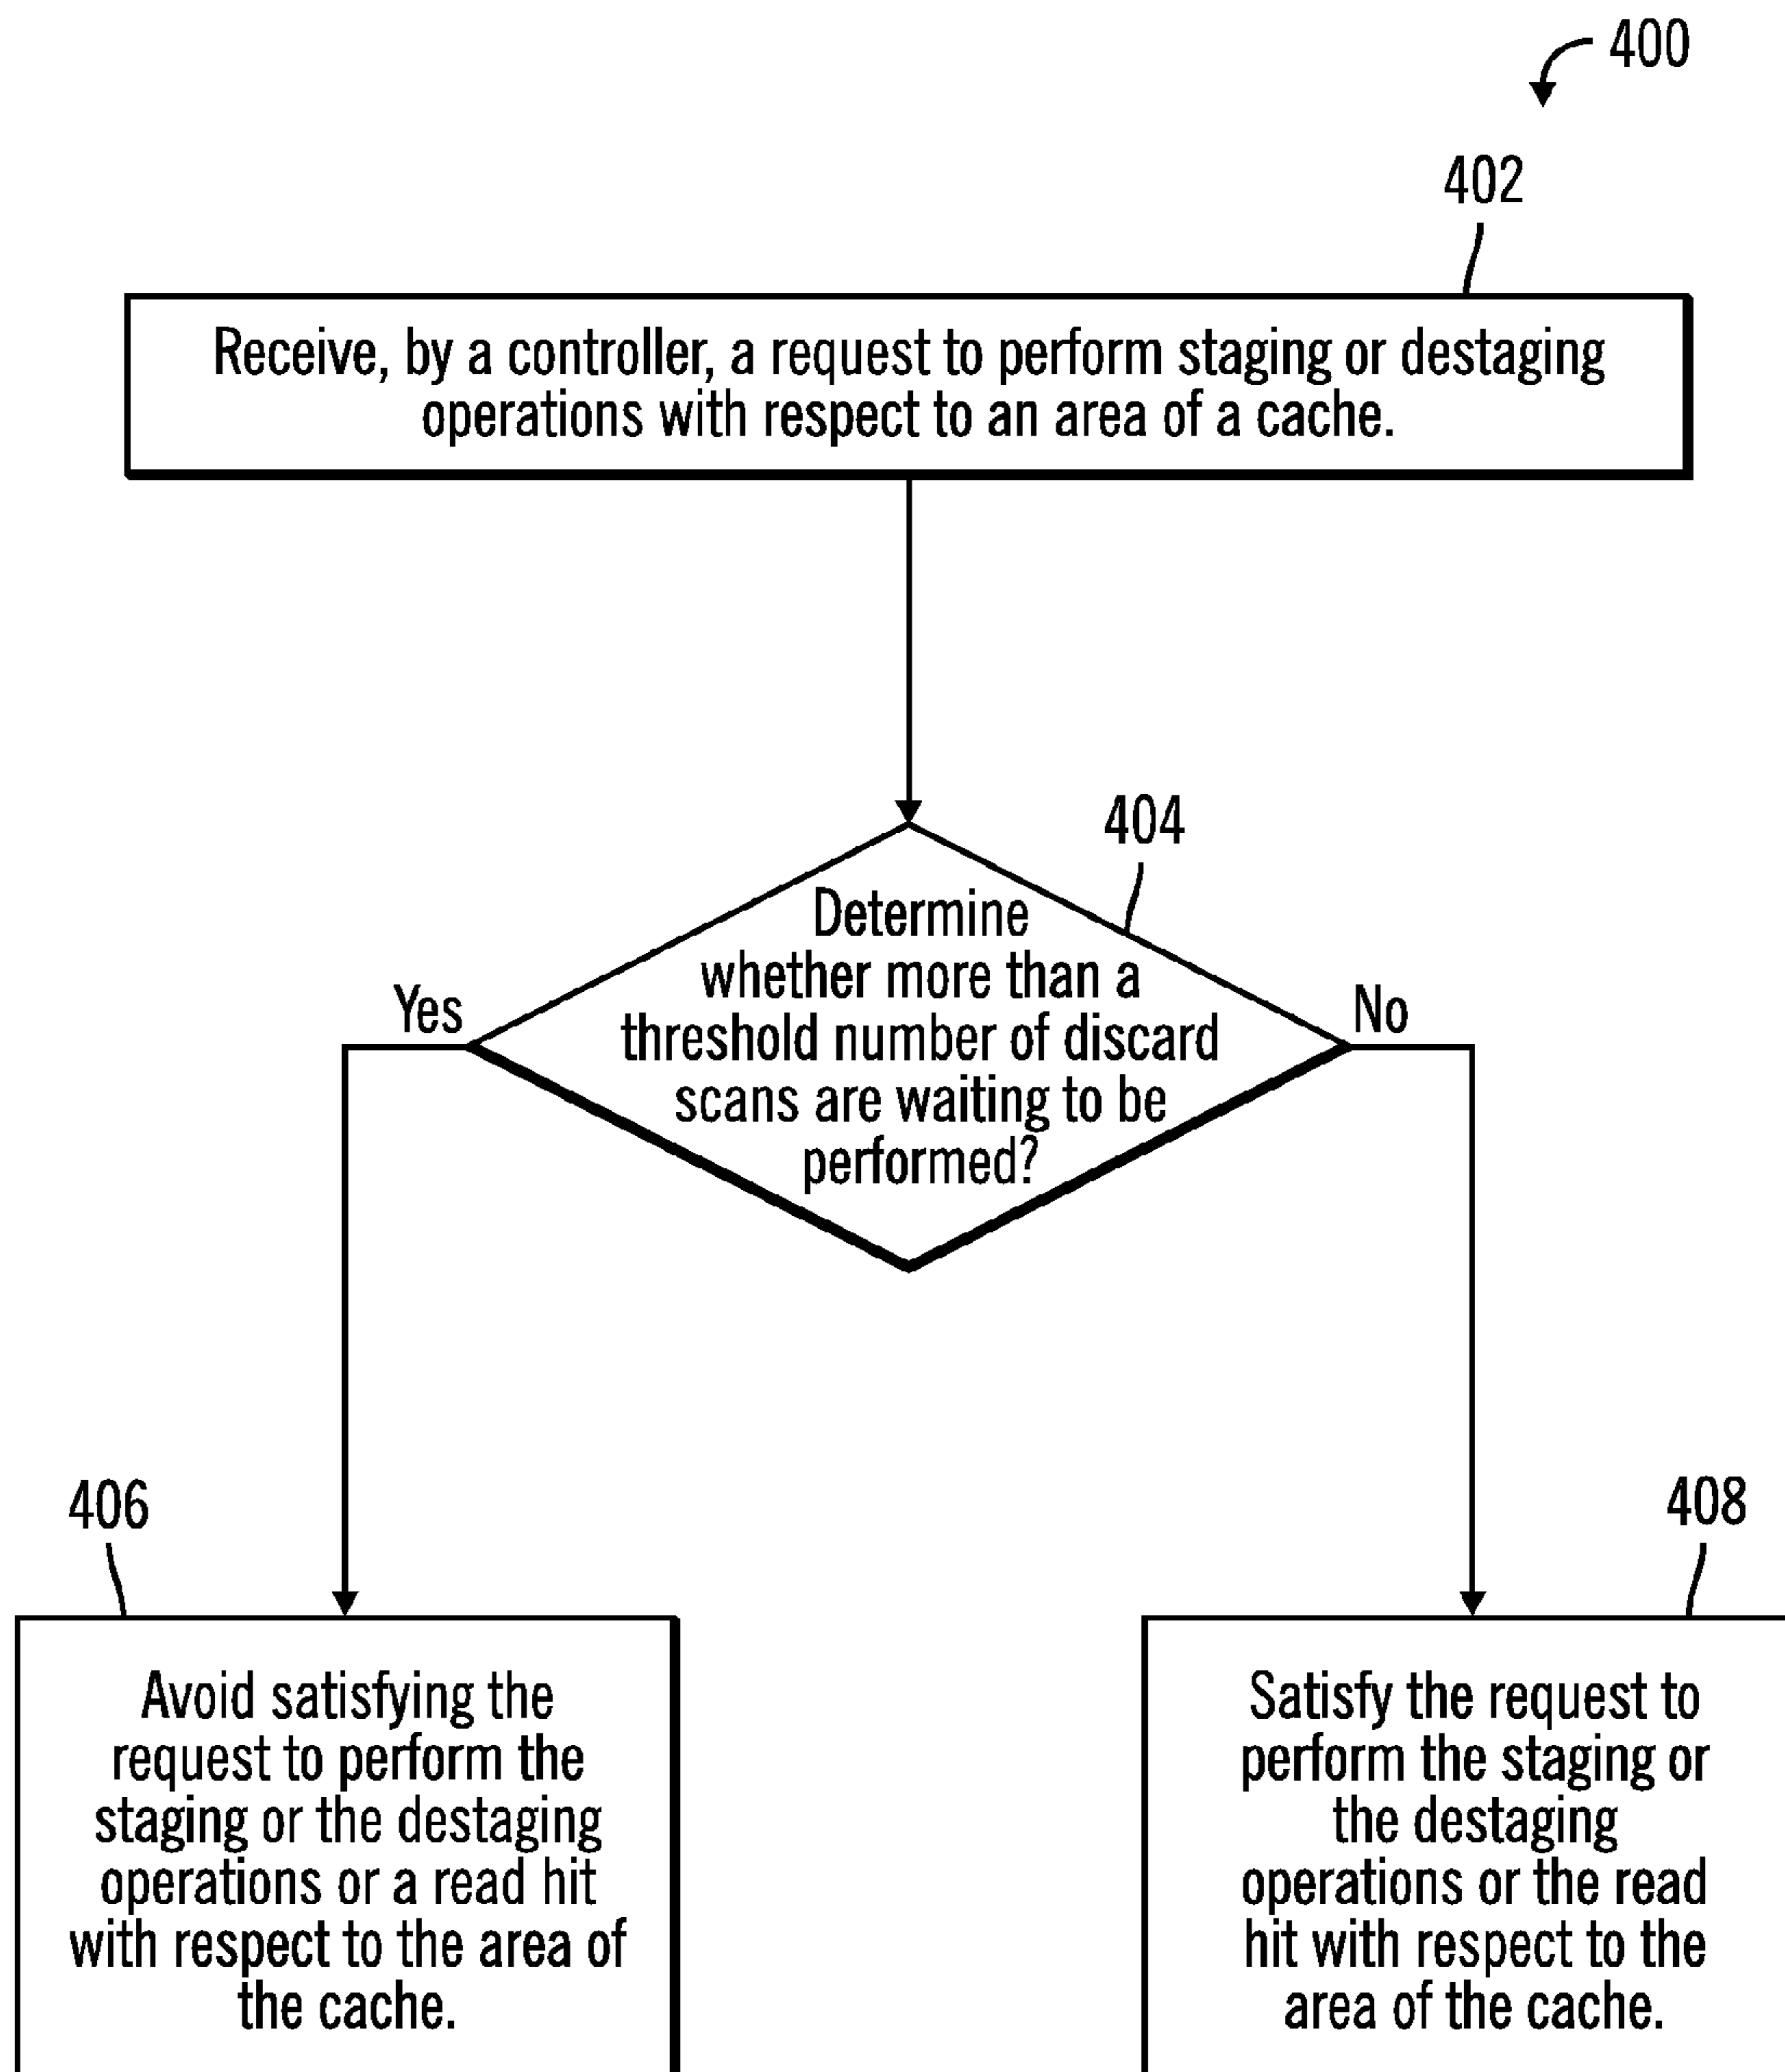 400
402
Receive, by a controller, a request to perform staging or destaging
operations with respect to an area of a cache.
404
Determine
whether more than a
threshold number of discard
scans are waiting to be
performed?
Yes
No
406
Avoid satisfying the
request to perform the
staging or the destaging
operations or a read hit
with respect to the area of
the cache.
408
Satisfy the request to
perform the staging or
the destaging
operations or the read
hit with respect to the
area of the cache.